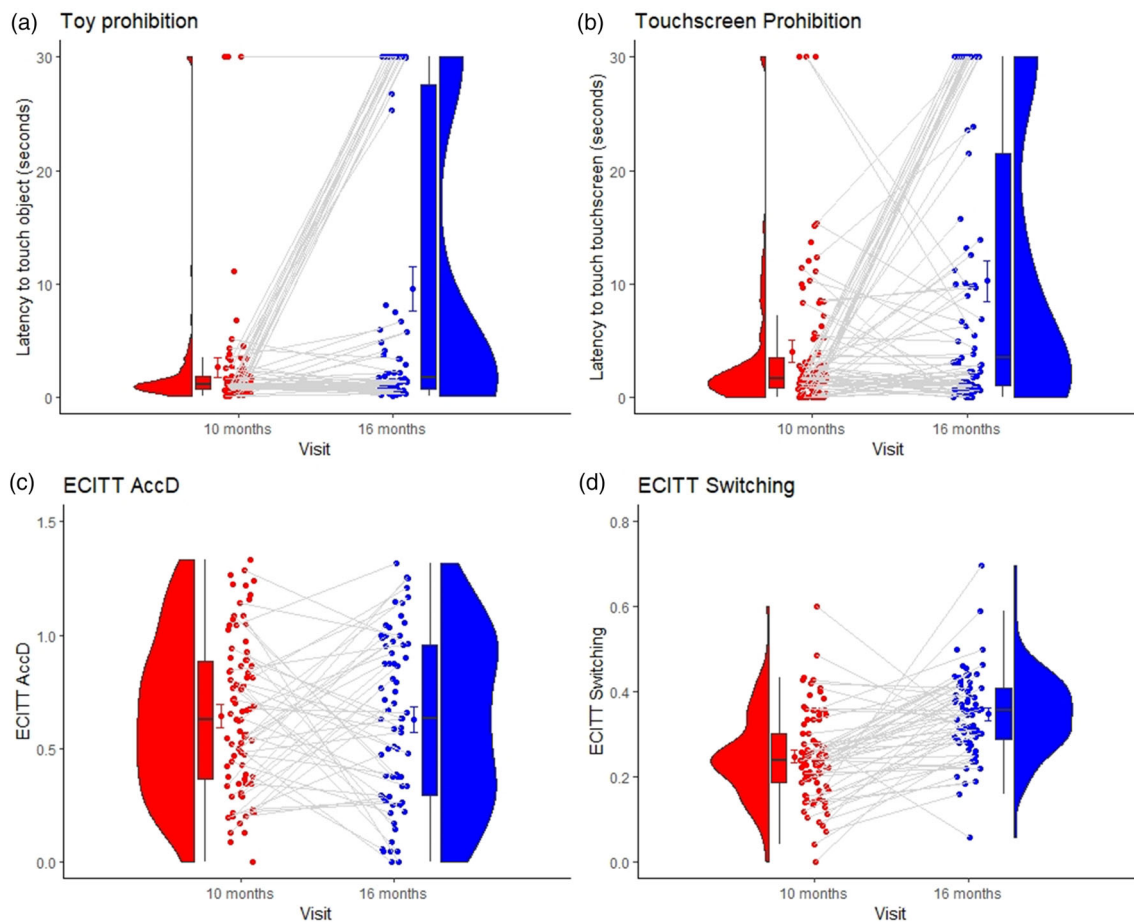 (a) Toy prohibition
Latency to touch object (seconds)
30
20
10
0
10 months
16 months
Visit
(b) Touchscreen Prohibition
Latency to touch touchscreen (seconds)
30
20
10
0
10 months
16 months
Visit
(c) ECITT AccD
ECITT AccD
1.5
1.0
0.5
0.0
10 months
16 months
Visit
(d) ECITT Switching
ECITT Switching
0.8
0.6
0.4
0.2
0.0
10 months
16 months
Visit